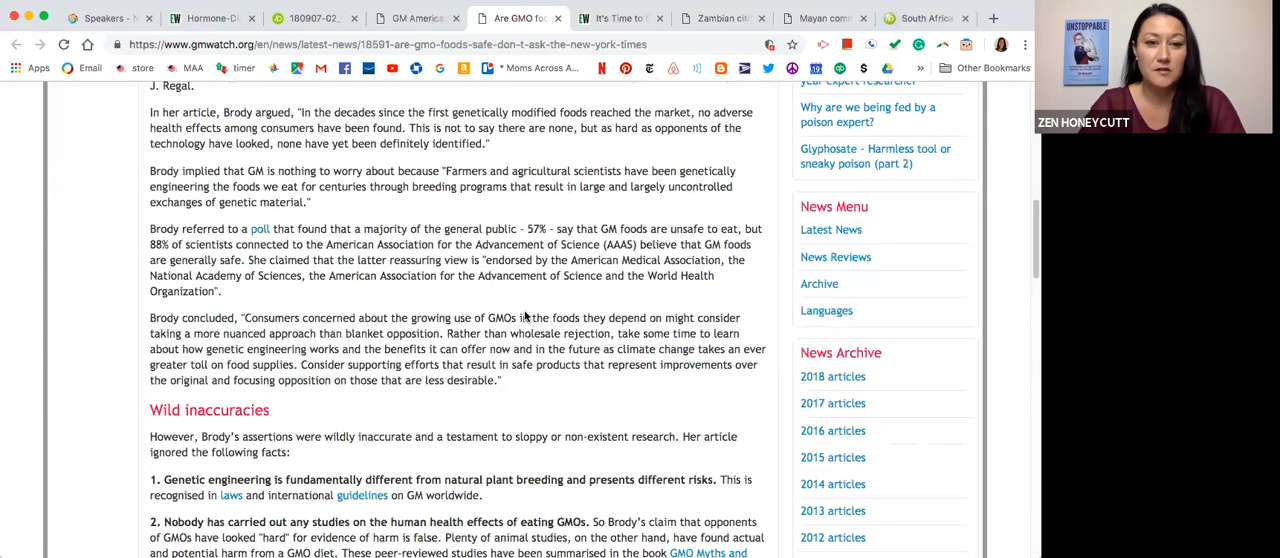 Speakers - N
Hormone-Di
180907-02_
GM America
Are GMO foo
It's Time to F
Zambian citi
Mayan comm
South Africa
https://www.gmwatch.org/en/news/latest-news/18591-are-gmo-foods-safe-don-t-ask-the-new-york-times
Apps Email store MAA timer * Moms Across A... » Other Bookmarks
J. Regal.
In her article, Brody argued, "In the decades since the first genetically modified foods reached the market, no adverse
health effects among consumers have been found. This is not to say there are none, but as hard as opponents of the
technology have looked, none have yet been definitely identified."
Brody implied that GM is nothing to worry about because "Farmers and agricultural scientists have been genetically
engineering the foods we eat for centuries through breeding programs that result in large and largely uncontrolled
exchanges of genetic material."
Brody referred to a poll that found that a majority of the general public - 57% - say that GM foods are unsafe to eat, but
88% of scientists connected to the American Association for the Advancement of Science (AAAS) believe that GM foods
are generally safe. She claimed that the latter reassuring view is "endorsed by the American Medical Association, the
National Academy of Sciences, the American Association for the Advancement of Science and the World Health
Organization".
Brody concluded, "Consumers concerned about the growing use of GMOs in the foods they depend on might consider
taking a more nuanced approach than blanket opposition. Rather than wholesale rejection, take some time to learn
about how genetic engineering works and the benefits it can offer now and in the future as climate change takes an ever
greater toll on food supplies. Consider supporting efforts that result in safe products that represent improvements over
the original and focusing opposition on those that are less desirable."
Wild inaccuracies
However, Brody's assertions were wildly inaccurate and a testament to sloppy or non-existent research. Her article
ignored the following facts:
1. Genetic engineering is fundamentally different from natural plant breeding and presents different risks. This is
recognised in laws and international guidelines on GM worldwide.
2. Nobody has carried out any studies on the human health effects of eating GMOs. So Brody's claim that opponents
of GMOs have looked "hard" for evidence of harm is false. Plenty of animal studies, on the other hand, have found actual
and potential harm from a GMO diet. These peer-reviewed studies have been summarised in the book GMO Myths and
year expert researcher
Why are we being fed by a
poison expert?
Glyphosate - Harmless tool or
sneaky poison (part 2)
News Menu
Latest News
News Reviews
Archive
Languages
News Archive
2018 articles
2017 articles
2016 articles
2015 articles
2014 articles
2013 articles
2012 articles
UNSTOPPABLE
ZEN HONEYCUTT